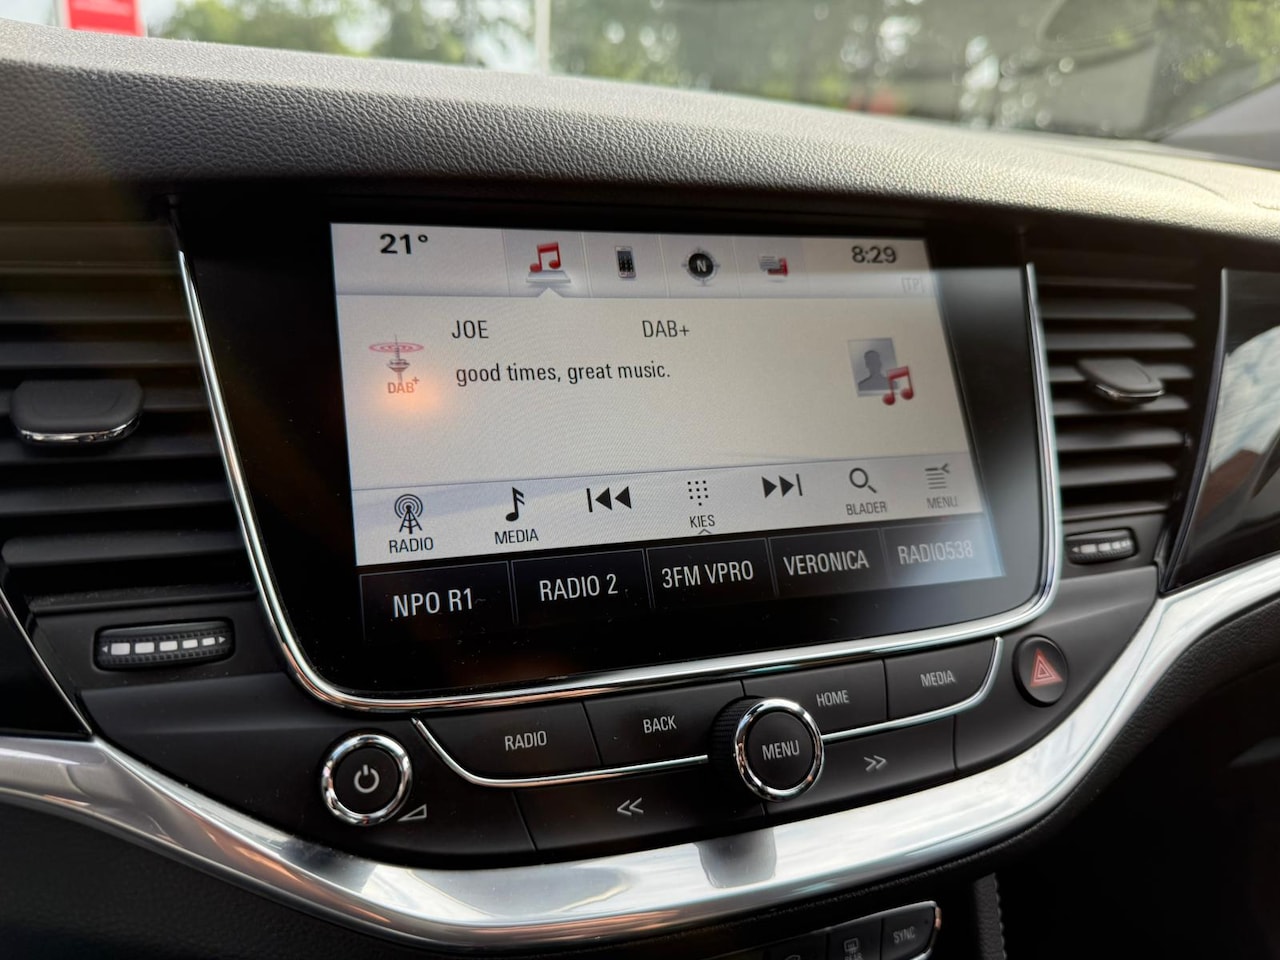 21°
N
8:29
[TP]
JOE
DAB+
DAB+
good times, great music.
RADIO
MEDIA
KIES
BLADER
MENU
NPO R1
RADIO 2
3FM VPRO
VERONICA
RADIO538
RADIO
BACK
MENU
HOME
MEDIA
<<
>>
SYNC